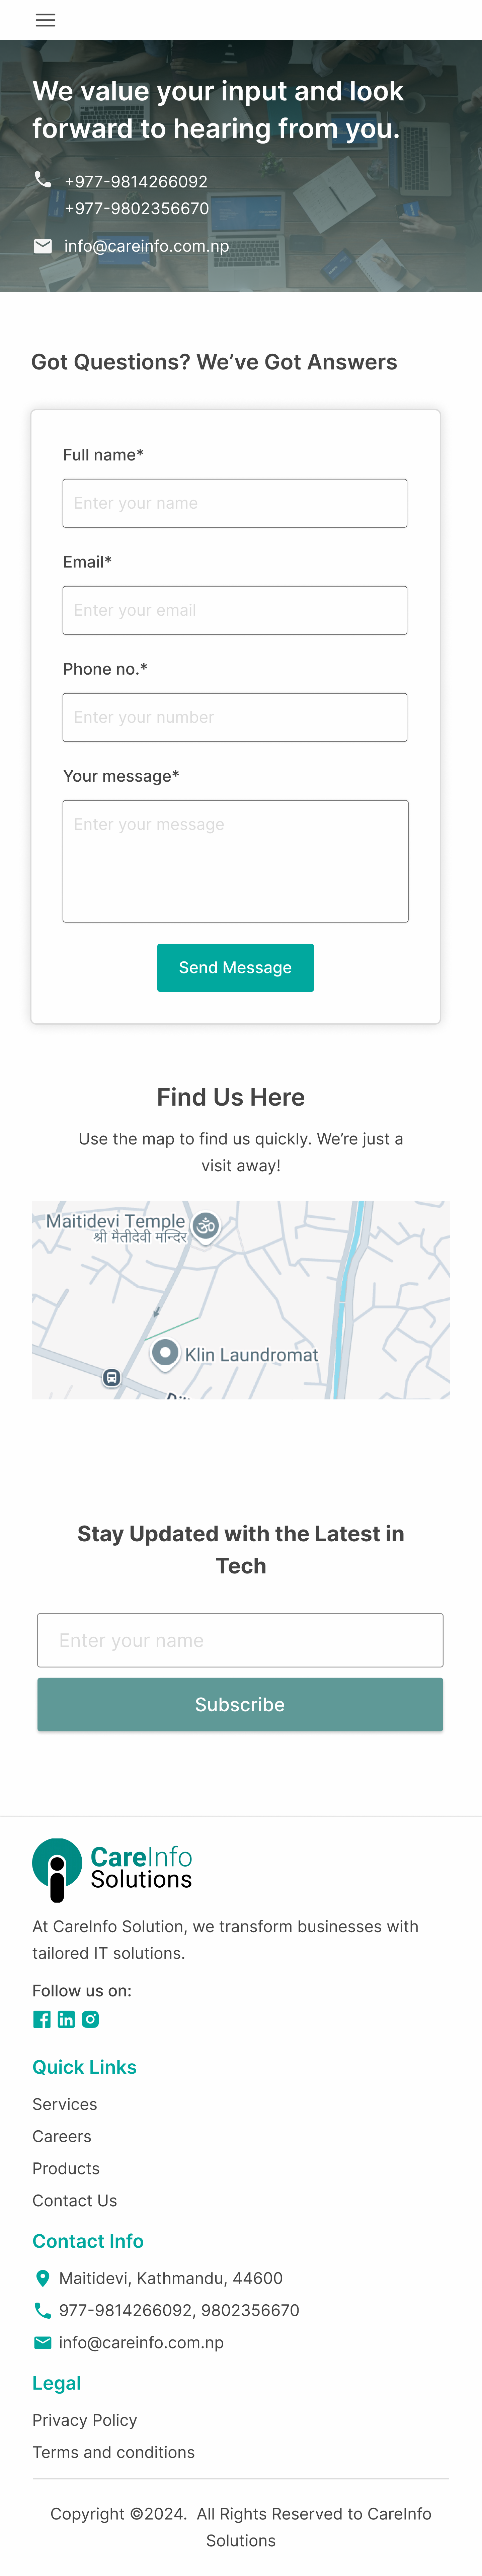 We value your input and look
forward to hearing from you.
+977-9814266092
+977-9802356670
info@careinfo.com.np
Got Questions? We’ve Got Answers
Full name*
Enter your name
Email*
Enter your email
Phone no.*
Enter your number
Your message*
Enter your message
Send Message
Find Us Here
Use the map to find us quickly. We’re just a
visit away!
Maitidevi Temple
श्री मैतीदेवी मन्दिर
Klin Laundromat
Stay Updated with the Latest in
Tech
Enter your name
Subscribe
CareInfo
Solutions
At CareInfo Solution, we transform businesses with
tailored IT solutions.
Follow us on:
Quick Links
Services
Careers
Products
Contact Us
Contact Info
Maitidevi, Kathmandu, 44600
977-9814266092, 9802356670
info@careinfo.com.np
Legal
Privacy Policy
Terms and conditions
Copyright ©2024.  All Rights Reserved to CareInfo
Solutions